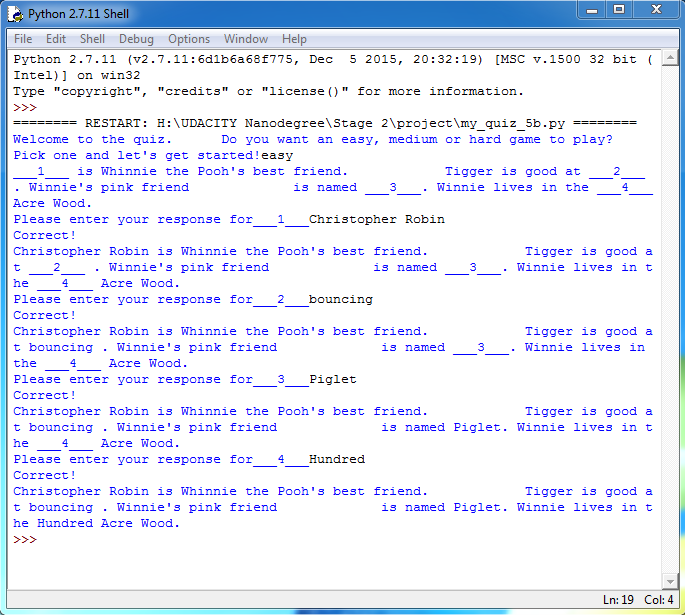 Python 2.7.11 Shell
File Edit Shell Debug Options Window Help
Python 2.7.11 (v2.7.11:6d1b6a68f775, Dec  5 2015, 20:32:19) [MSC v.1500 32 bit (
Intel)] on win32
Type "copyright", "credits" or "license()" for more information.
>>>
======== RESTART: H:\UDACITY Nanodegree\Stage 2\project\my_quiz_5b.py ========
Welcome to the quiz.      Do you want an easy, medium or hard game to play?
Pick one and let's get started!easy
___1___ is Whinnie the Pooh's best friend.            Tigger is good at ___2___
. Winnie's pink friend             is named ___3___. Winnie lives in the ___4___
Acre Wood.
Please enter your response for___1___Christopher Robin
Correct!
Christopher Robin is Whinnie the Pooh's best friend.            Tigger is good a
t ___2___ . Winnie's pink friend             is named ___3___. Winnie lives in t
he ___4___ Acre Wood.
Please enter your response for___2___bouncing
Correct!
Christopher Robin is Whinnie the Pooh's best friend.            Tigger is good a
t bouncing . Winnie's pink friend             is named ___3___. Winnie lives in
the ___4___ Acre Wood.
Please enter your response for___3___Piglet
Correct!
Christopher Robin is Whinnie the Pooh's best friend.            Tigger is good a
t bouncing . Winnie's pink friend             is named Piglet. Winnie lives in t
he ___4___ Acre Wood.
Please enter your response for___4___Hundred
Correct!
Christopher Robin is Whinnie the Pooh's best friend.            Tigger is good a
t bouncing . Winnie's pink friend             is named Piglet. Winnie lives in t
he Hundred Acre Wood.
>>>
Ln: 19 Col: 4